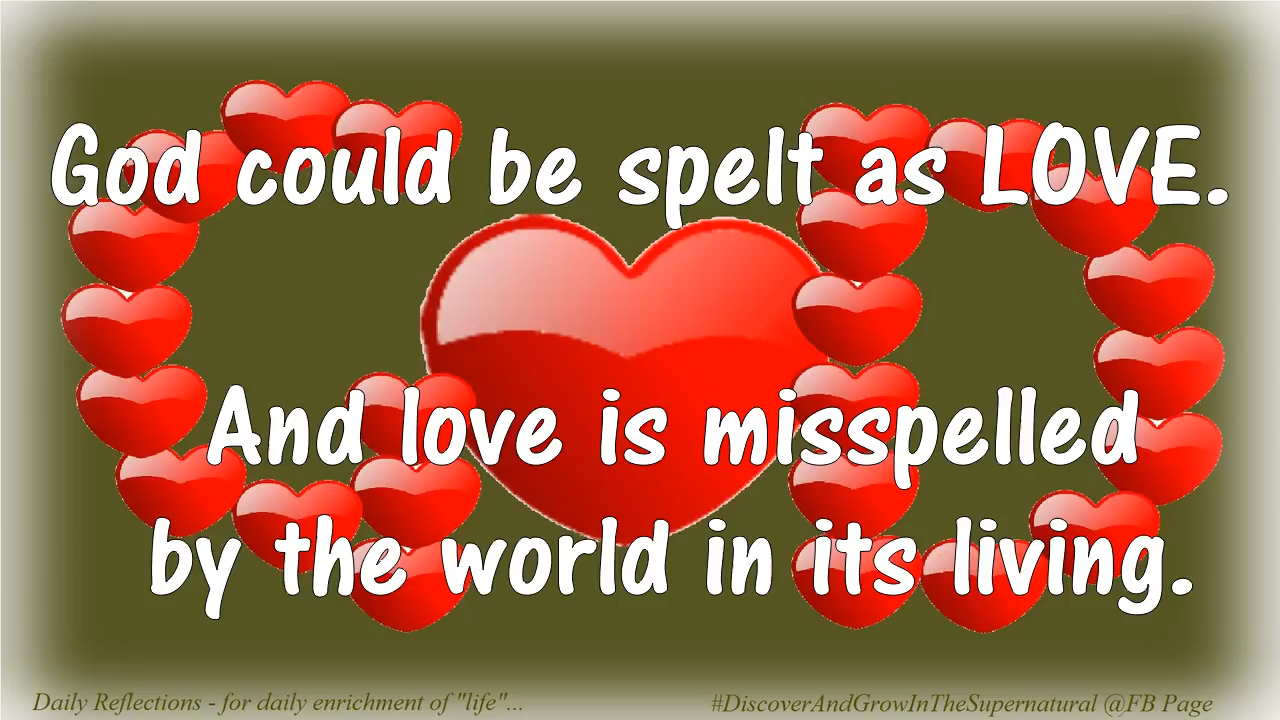 God could be spelt as LOVE.
And love is misspelled
by the world in its living.
Daily Reflections - for daily enrichment of "life"...
#DiscoverAndGrowInTheSupernatural @FB Page